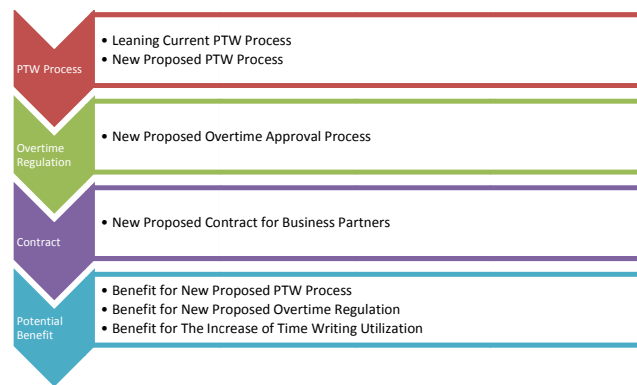 PTW Process
• Leaning Current PTW Process
• New Proposed PTW Process
Overtime
Regulation
• New Proposed Overtime Approval Process
Contract
• New Proposed Contract for Business Partners
Potential
Benefit
• Benefit for New Proposed PTW Process
• Benefit for New Proposed Overtime Regulation
• Benefit for The Increase of Time Writing Utilization